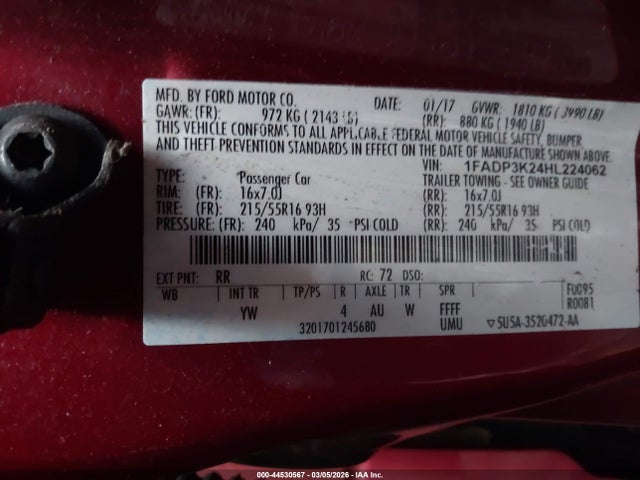 MFD. BY FORD MOTOR CO. DATE: 01/17 GVWR: 1810 KG ( 3490 LB)
GAWR:(FR): 972 KG ( 2143 LB) (RR): 880 KG ( 1940 LB)
THIS VEHICLE CONFORMS TO ALL APPLICABLE FEDERAL MOTOR VEHICLE SAFETY, BUMPER,
AND THEFT PREVENTION STANDARDS IN EFFECT ON THE DATE OF MANUFACTURE SHOWN ABOVE.
VIN: 1FADP3K24HL224062
TYPE: Passenger Car TRAILER TOWING - SEE OWNER GUIDE
RIM: (FR): 16x7.0J (RR): 16x7.0J
TIRE: (FR): 215/55R16 93H (RR): 215/55R16 93H
PRESSURE: (FR): 240 kPa/ 35 PSI COLD (RR): 240 kPa/ 35 PSI COLD
EXT PNT: RR RC: 72 DSO:
WB INT TR TP/PS R AXLE TR SPR
YW 4 AU W FFFF
3201701245680 UMU ▽5U5A-3520472-AA
R0081
000-44530567 - 03/05/2026 - IAA Inc.